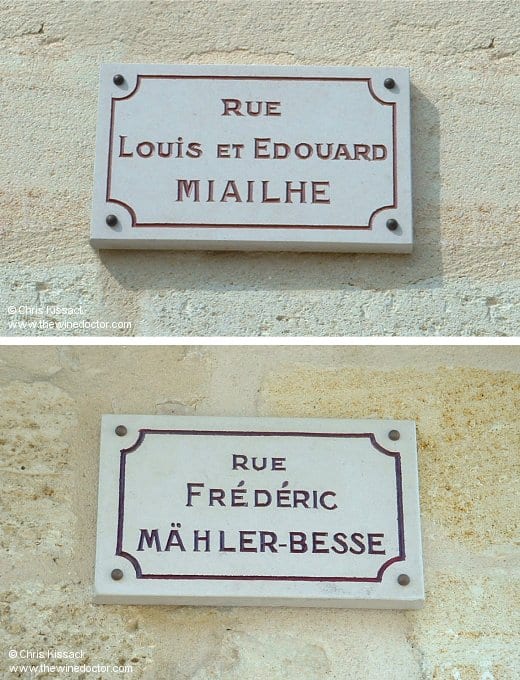 RUE
LOUIS ET EDOUARD
MIAILHE
© Chris Kissack
www.thewinedoctor.com
RUE
FRÉDÉRIC
MÄHLER-BESSE
© Chris Kissack
www.thewinedoctor.com